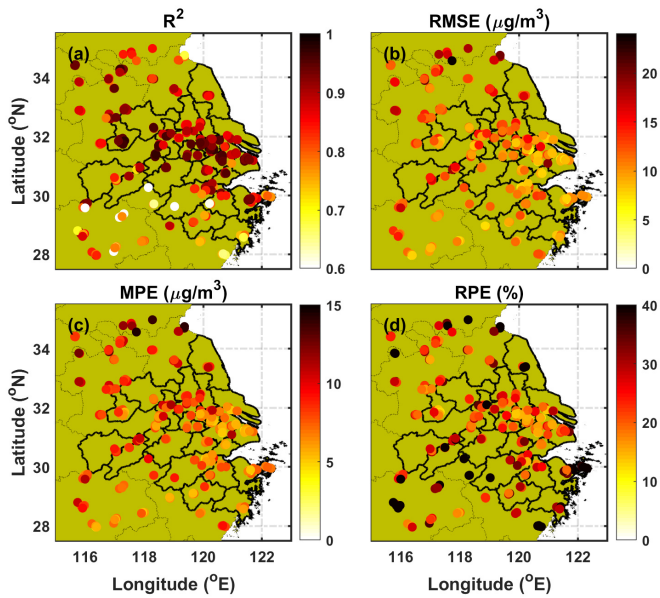 R²
RMSE (μg/m³)
(a)
(b)
Latitude (°N)
34
32
30
28
1
0.9
0.8
0.7
0.6
20
15
10
5
0
MPE (μg/m³)
RPE (%)
(c)
(d)
Latitude (°N)
34
32
30
28
15
10
5
0
40
30
20
10
0
116
118
120
122
116
118
120
122
Longitude (°E)
Longitude (°E)